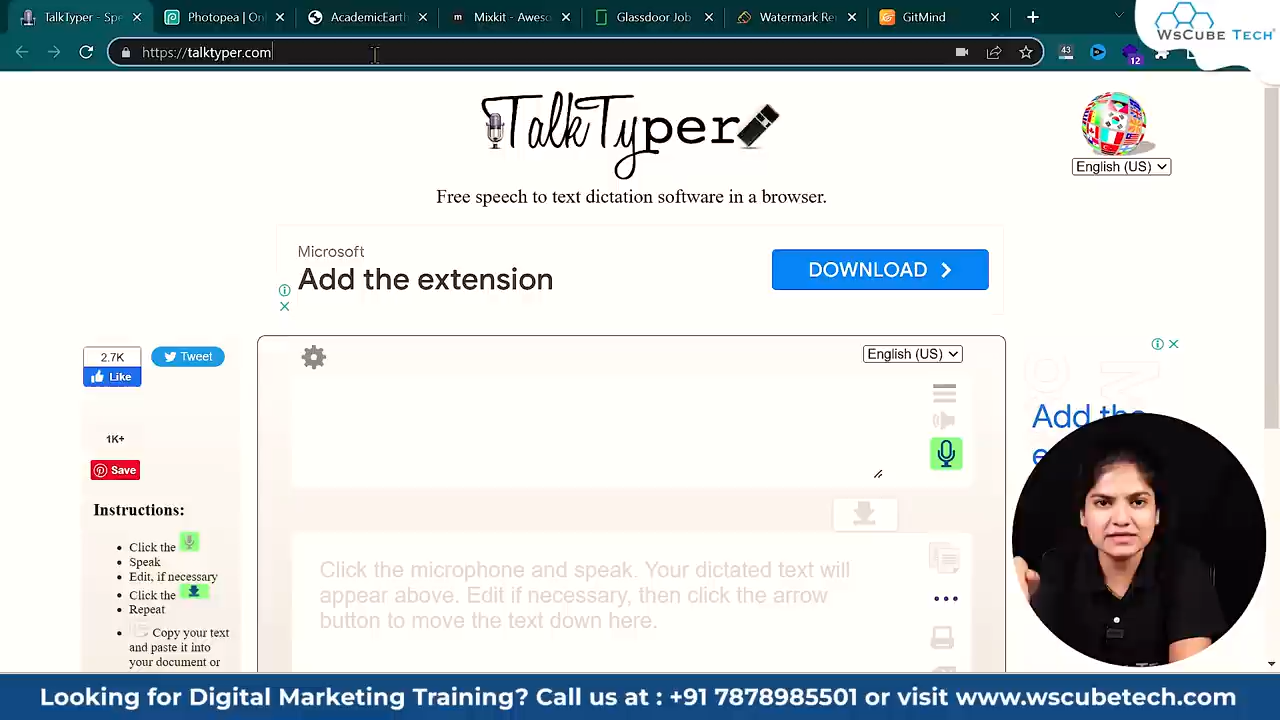 TalkTyper - Spe
Photopea | Onl
AcademicEarth
Mixkit - Aweso
Glassdoor Job
Watermark Re
GitMind
WsCube Tech
https://talktyper.com
43
12
TalkTyper
English (US)
Free speech to text dictation software in a browser.
Microsoft
Add the extension
DOWNLOAD
2.7K
Tweet
Like
English (US)
1K+
Save
Add the
Instructions:
Click the
Speak
Edit, if necessary
Click the
Repeat
Copy your text
and paste it into
your document or
Click the microphone and speak. Your dictated text will
appear above. Edit if necessary, then click the arrow
button to move the text down here.
Looking for Digital Marketing Training? Call us at : +91 7878985501 or visit www.wscubetech.com